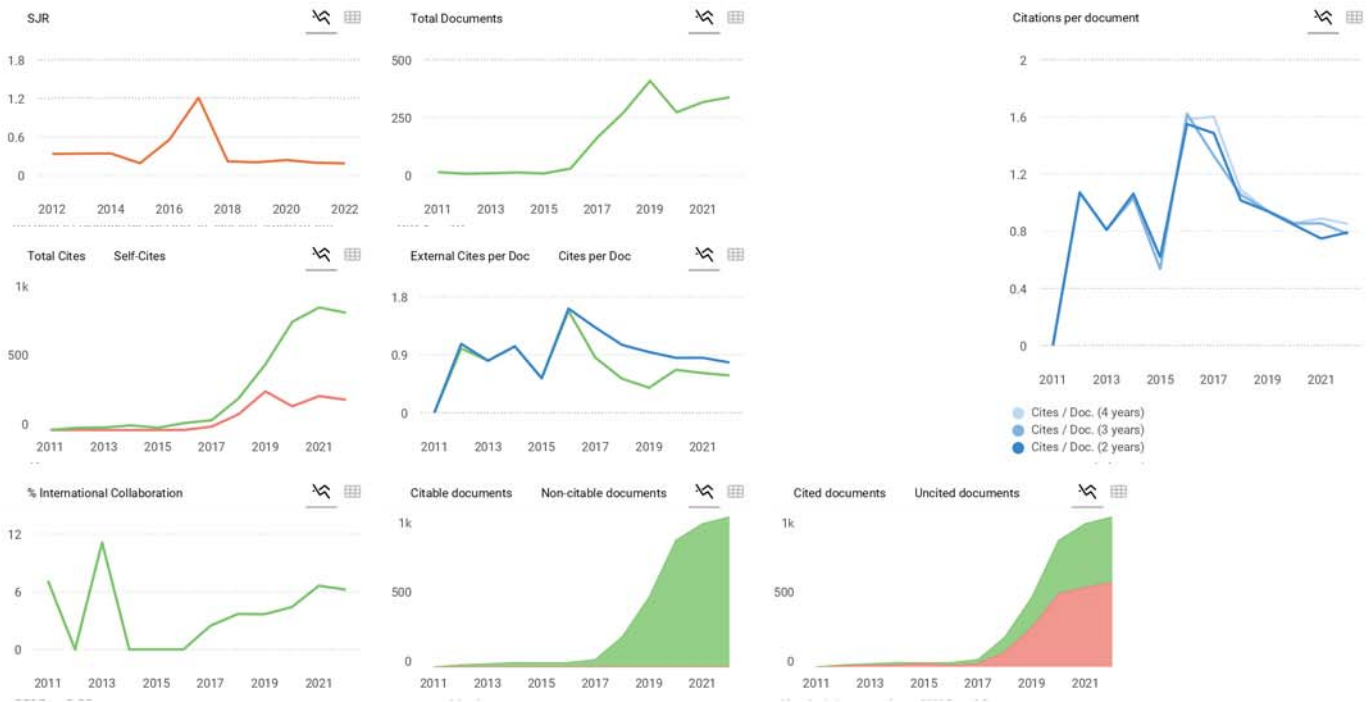 SJR
1.8
1.2
0.6
0
2012 2014 2016 2018 2020 2022
Total Documents
500
250
0
2011 2013 2015 2017 2019 2021
Citations per document
2
1.6
1.2
0.8
0.4
0
2011 2013 2015 2017 2019 2021
Cites / Doc. (4 years)
Cites / Doc. (3 years)
Cites / Doc. (2 years)
Total Cites Self-Cites
1k
500
0
2011 2013 2015 2017 2019 2021
External Cites per Doc Cites per Doc
1.8
0.9
0
2011 2013 2015 2017 2019 2021
% International Collaboration
12
6
0
2011 2013 2015 2017 2019 2021
Citable documents Non-citable documents
1k
500
0
2011 2013 2015 2017 2019 2021
Cited documents Uncited documents
1k
500
0
2011 2013 2015 2017 2019 2021